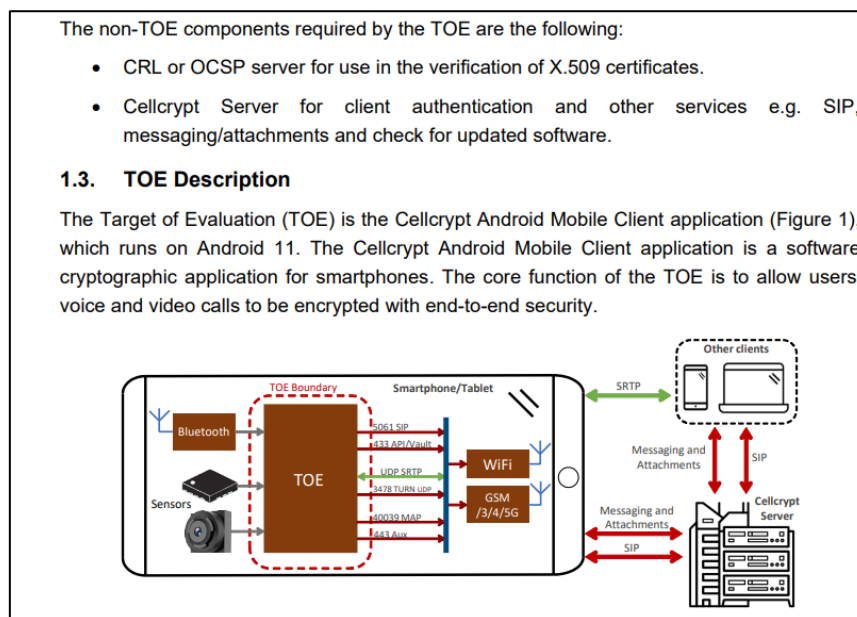 The non-TOE components required by the TOE are the following:
• CRL or OCSP server for use in the verification of X.509 certificates.
• Cellcrypt Server for client authentication and other services e.g. SIP,
messaging/attachments and check for updated software.
1.3. TOE Description
The Target of Evaluation (TOE) is the Cellcrypt Android Mobile Client application (Figure 1),
which runs on Android 11. The Cellcrypt Android Mobile Client application is a software
cryptographic application for smartphones. The core function of the TOE is to allow users
voice and video calls to be encrypted with end-to-end security.
TOE Boundary
Smartphone/Tablet
Bluetooth
Sensors
TOE
5061 SIP
433 API/Vault
UDP SRTP
3478 TURN UDP
40039 MAP
443 Aux
WiFi
GSM
/3/4/5G
SRTP
Other clients
Messaging and
Attachments
SIP
Messaging and
Attachments
SIP
Cellcrypt
Server